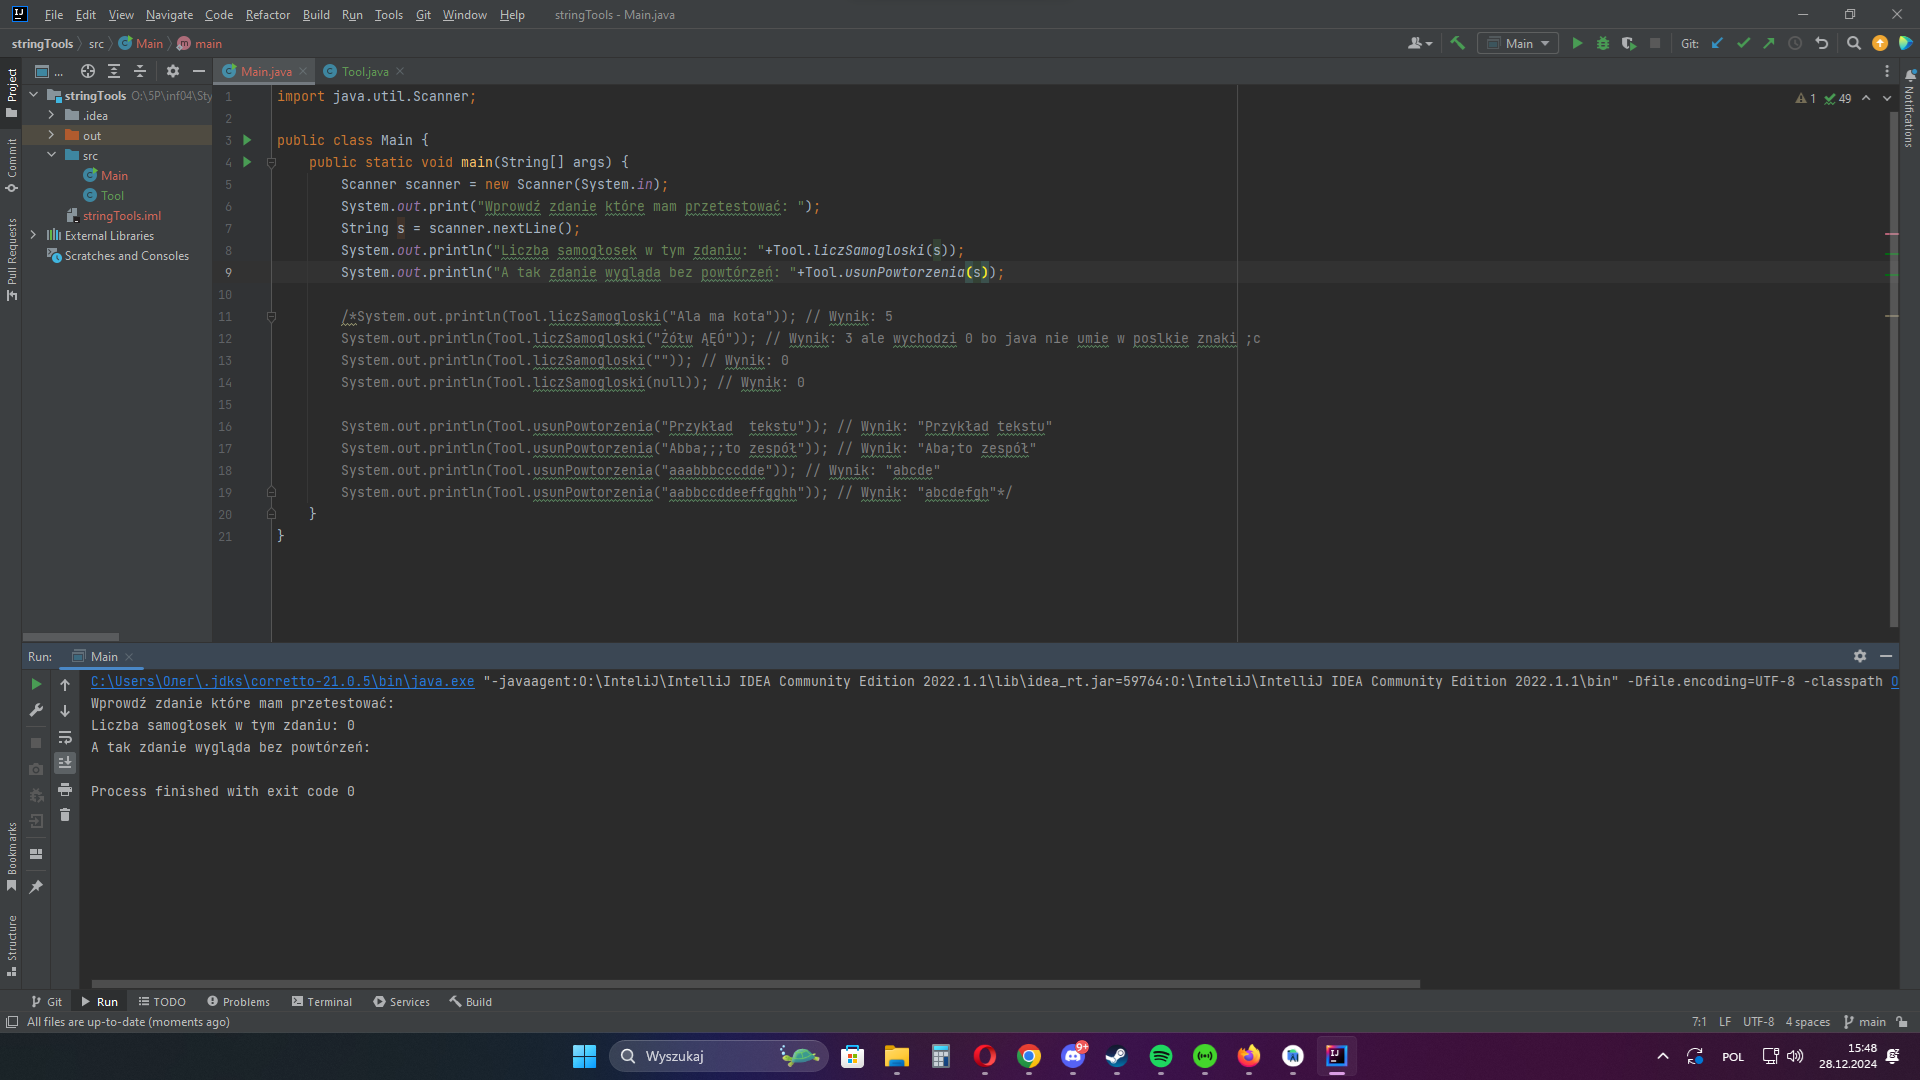 File Edit View Navigate Code Refactor Build Run Tools Git Window Help stringTools - Main.java
stringTools src Main main
Main Git:
... Main.java Tool.java
Project
Commit
Pull Requests
Bookmarks
Structure
Notifications
stringTools O:\5P\inf04\Sty
.idea
out
src
Main
Tool
stringTools.iml
External Libraries
Scratches and Consoles
1 49
1 import java.util.Scanner;
2
3 public class Main {
4 public static void main(String[] args) {
5 Scanner scanner = new Scanner(System.in);
6 System.out.print("Wprowdź zdanie które mam przetestować: ");
7 String s = scanner.nextLine();
8 System.out.println("Liczba samogłosek w tym zdaniu: "+Tool.liczSamogloski(s));
9 System.out.println("A tak zdanie wygląda bez powtórzeń: "+Tool.usunPowtorzenia(s));
10
11 /*System.out.println(Tool.liczSamogloski("Ala ma kota")); // Wynik: 5
12 System.out.println(Tool.liczSamogloski("Żółw ĄĘÓ")); // Wynik: 3 ale wychodzi 0 bo java nie umie w poslkie znaki ;c
13 System.out.println(Tool.liczSamogloski("")); // Wynik: 0
14 System.out.println(Tool.liczSamogloski(null)); // Wynik: 0
15
16 System.out.println(Tool.usunPowtorzenia("Przykład  tekstu")); // Wynik: "Przykład tekstu"
17 System.out.println(Tool.usunPowtorzenia("Abba;;;to zespół")); // Wynik: "Aba;to zespół"
18 System.out.println(Tool.usunPowtorzenia("aaabbbcccdde")); // Wynik: "abcde"
19 System.out.println(Tool.usunPowtorzenia("aabbccddeeffgghh")); // Wynik: "abcdefgh"*/
20 }
21 }
Run: Main
C:\Users\Олег\.jdks\corretto-21.0.5\bin\java.exe "-javaagent:O:\InteliJ\IntelliJ IDEA Community Edition 2022.1.1\lib\idea_rt.jar=59764:O:\InteliJ\IntelliJ IDEA Community Edition 2022.1.1\bin" -Dfile.encoding=UTF-8 -classpath O
Wprowdź zdanie które mam przetestować:
Liczba samogłosek w tym zdaniu: 0
A tak zdanie wygląda bez powtórzeń:
Process finished with exit code 0
Git Run TODO Problems Terminal Services Build
All files are up-to-date (moments ago) 7:1 LF UTF-8 4 spaces main
Wyszukaj 9+ POL 15:48
28.12.2024